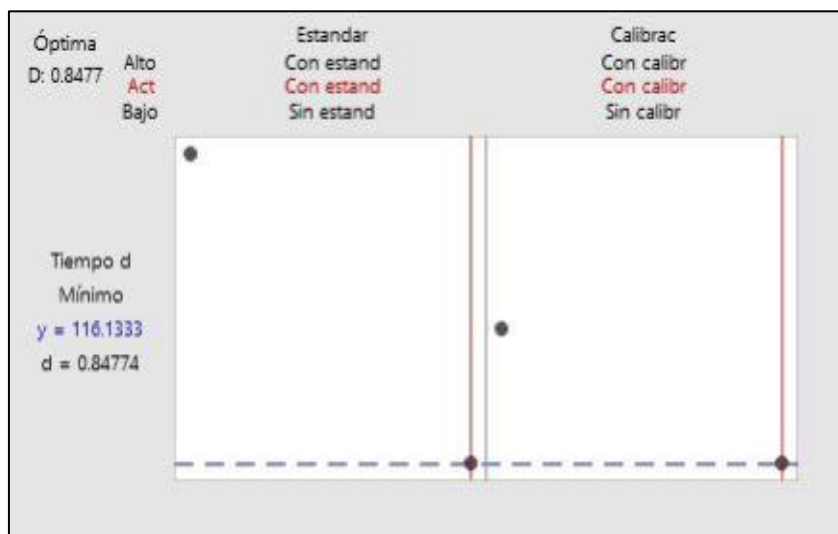 Óptima
D: 0.8477
Estandar
Calibrac
Alto
Con estand
Con calibr
Act
Con estand
Con calibr
Bajo
Sin estand
Sin calibr
Tiempo d
Mínimo
y = 116.1333
d = 0.84774